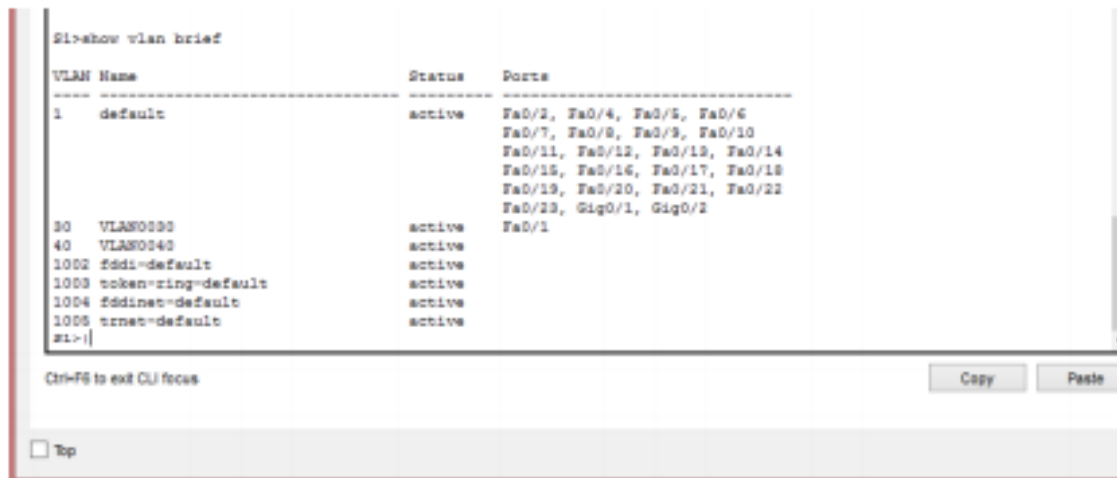 S1>show vlan brief
VLAN Name Status Ports
---- -------------------------------- --------- -------------------------------
1 default active Fa0/2, Fa0/4, Fa0/5, Fa0/6
Fa0/7, Fa0/8, Fa0/9, Fa0/10
Fa0/11, Fa0/12, Fa0/13, Fa0/14
Fa0/15, Fa0/16, Fa0/17, Fa0/18
Fa0/19, Fa0/20, Fa0/21, Fa0/22
Fa0/23, Gig0/1, Gig0/2
30 VLAN0030 active Fa0/1
40 VLAN0040 active
1002 fddi-default active
1003 token-ring-default active
1004 fddinet-default active
1005 trnet-default active
S1>
Ctrl+F6 to exit CLI focus
Copy Paste
Top